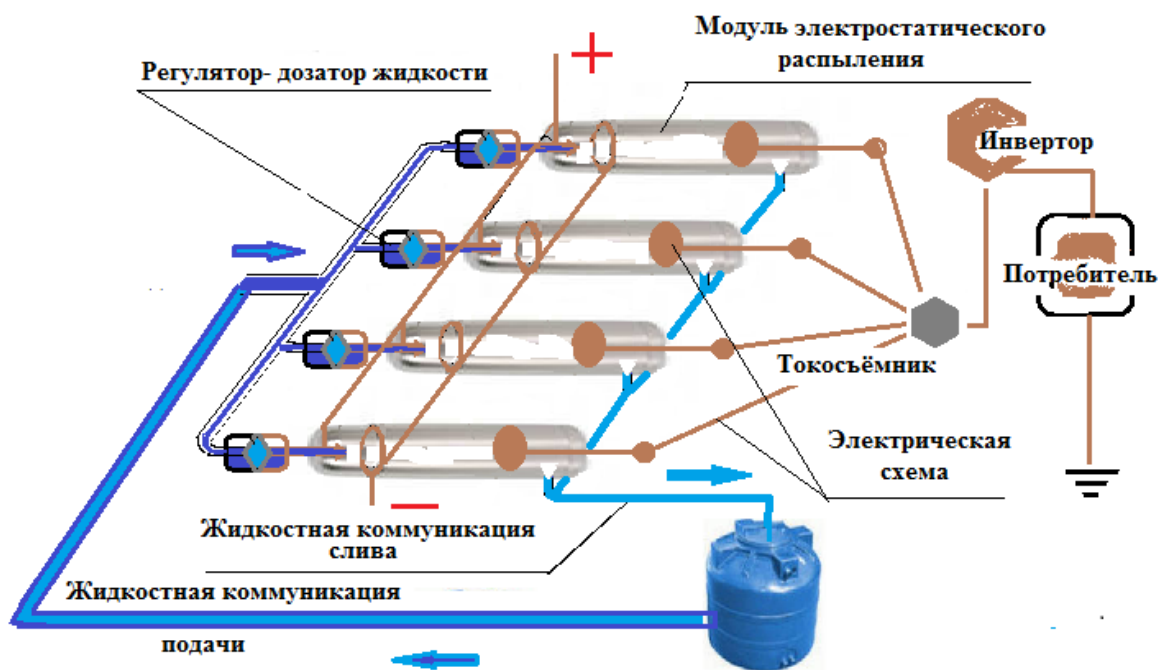 Модуль электростатического
распыления
Регулятор- дозатор жидкости
+
Инвертор
Потребитель
Токосъёмник
Электрическая
схема
−
Жидкостная коммуникация
слива
Жидкостная коммуникация
подачи